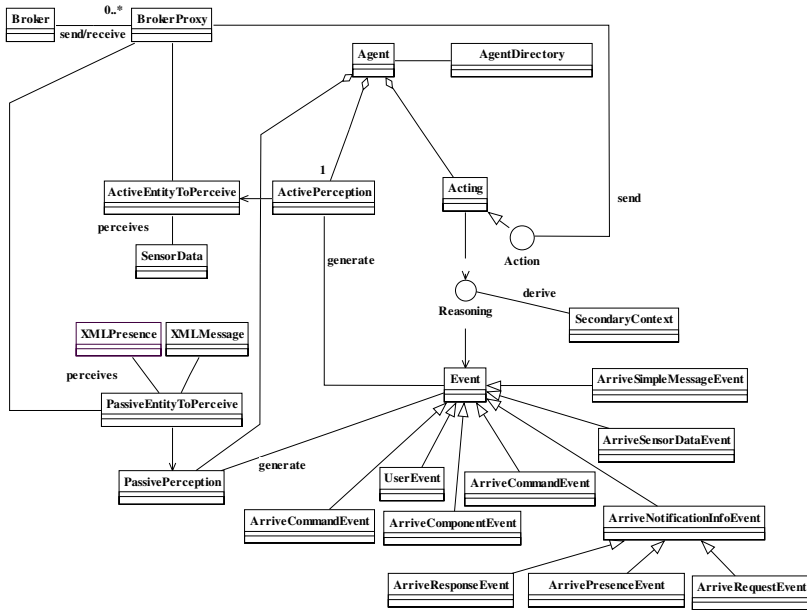 Broker
0..*
BrokerProxy
send/receive
Agent
AgentDirectory
1
ActiveEntityToPerceive
ActivePerception
Acting
send
perceives
SensorData
generate
Action
derive
Reasoning
SecondaryContext
XMLPresence
XMLMessage
perceives
Event
ArriveSimpleMessageEvent
PassiveEntityToPerceive
ArriveSensorDataEvent
generate
PassivePerception
UserEvent
ArriveCommandEvent
ArriveCommandEvent
ArriveComponentEvent
ArriveNotificationInfoEvent
ArriveResponseEvent
ArrivePresenceEvent
ArriveRequestEvent